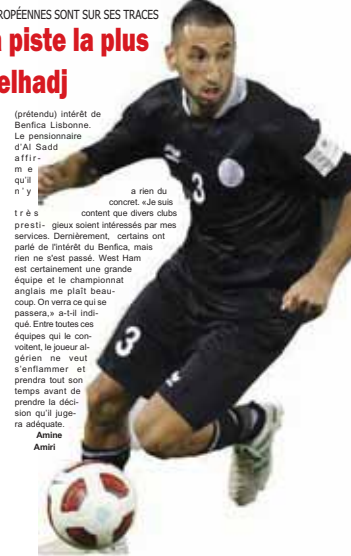 ROPÉENNES SONT SUR SES TRACES
piste la plus
elhadj
(prétendu) intérêt de
Benfica Lisbonne.
Le pensionnaire
d'Al Sadd
affir-
me
qu'il
n'y
a rien du
concret. «Je suis
très content que divers clubs
presti- gieux soient intéressés par mes
services. Dernièrement, certains ont
parlé de l'intérêt du Benfica, mais
rien ne s'est passé. West Ham
est certainement une grande
équipe et le championnat
anglais me plaît beau-
coup. On verra ce qui se
passera,» a-t-il indi-
qué. Entre toutes ces
équipes qui le con-
voitent, le joueur al-
gérien ne veut
s'enflammer et
prendra tout son
temps avant de
prendre la déci-
sion qu'il juge-
ra adéquate.
Amine
Amiri
3
3